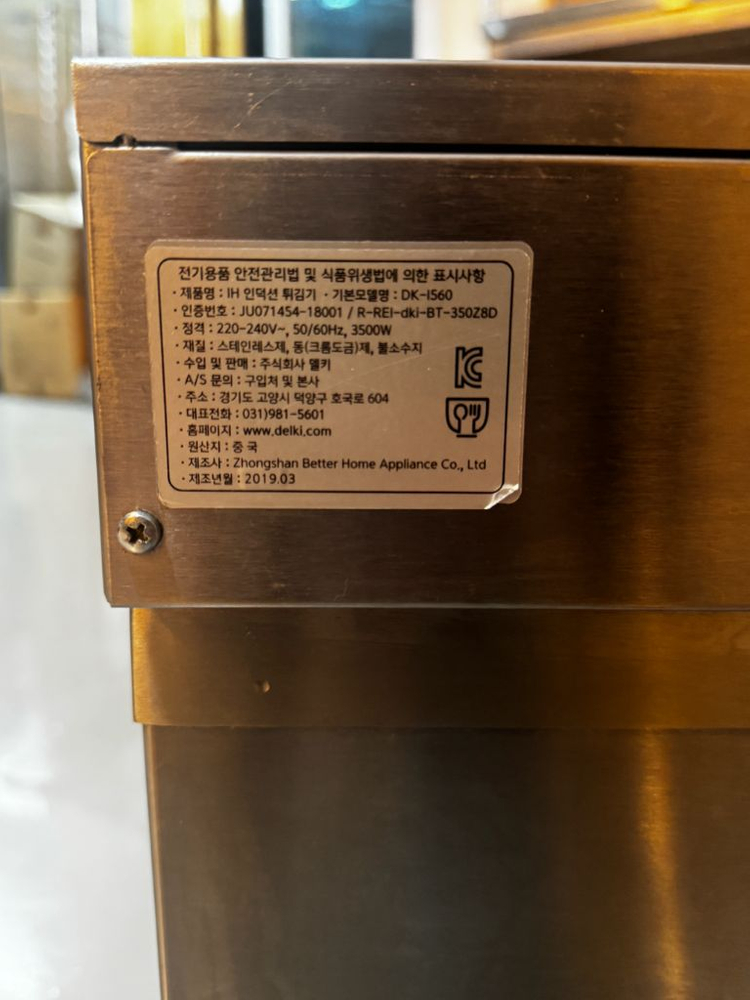 전기용품 안전관리법 및 식품위생법에 의한 표시사항
· 제품명 : IH 인덕션 튀김기 · 기본모델명 : DK-I560
· 인증번호 : JU071454-18001 / R-REI-dki-BT-350Z8D
· 정격 : 220-240V~, 50/60Hz, 3500W
· 재질 : 스테인레스제, 동(크롬도금)제, 불소수지
· 수입 및 판매 : 주식회사 델키
· A/S 문의 : 구입처 및 본사
· 주소 : 경기도 고양시 덕양구 호국로 604
· 대표전화 : 031)981-5601
· 홈페이지 : www.delki.com
· 원산지 : 중 국
· 제조사 : Zhongshan Better Home Appliance Co., Ltd
· 제조년월 : 2019.03
KC